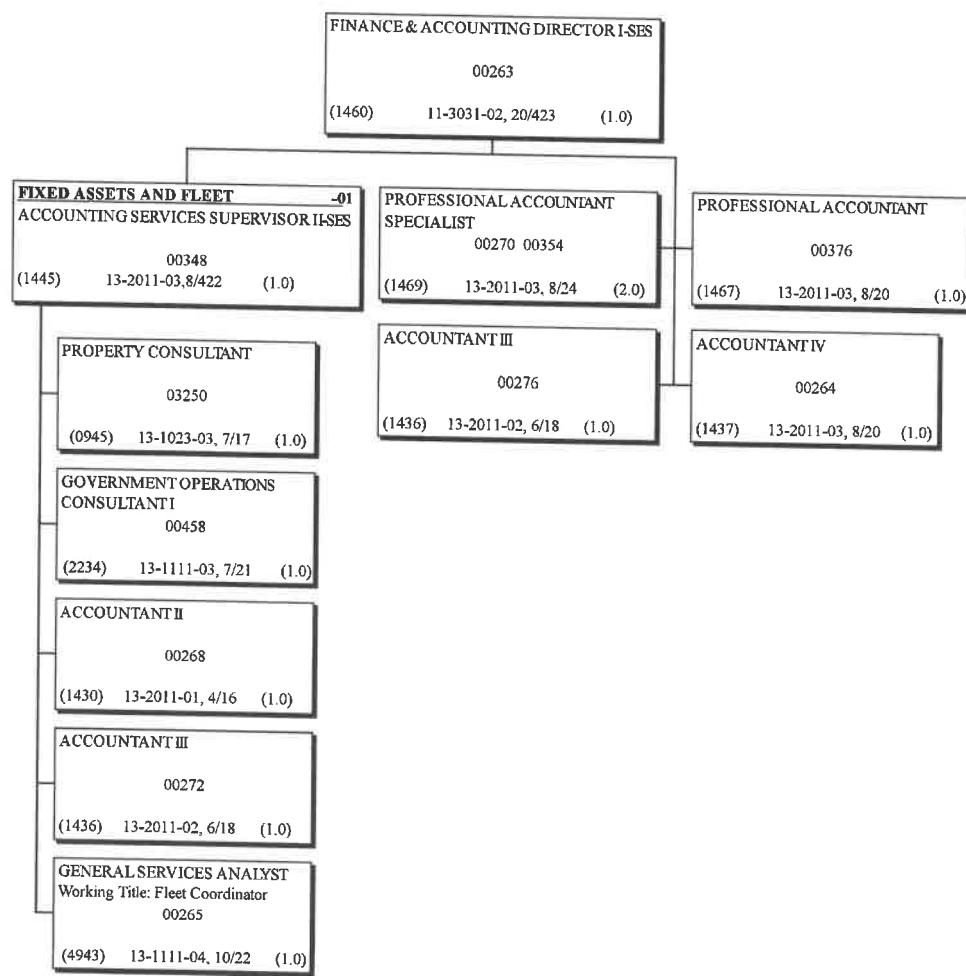 FINANCE & ACCOUNTING DIRECTOR I-SES
00263
(1460) 11-3031-02, 20/423 (1.0)
FIXED ASSETS AND FLEET -01
ACCOUNTING SERVICES SUPERVISOR II-SES
00348
(1445) 13-2011-03,8/422 (1.0)
PROFESSIONAL ACCOUNTANT
SPECIALIST
00270 00354
(1469) 13-2011-03, 8/24 (2.0)
PROFESSIONAL ACCOUNTANT
00376
(1467) 13-2011-03, 8/20 (1.0)
ACCOUNTANT III
00276
(1436) 13-2011-02, 6/18 (1.0)
ACCOUNTANT IV
00264
(1437) 13-2011-03, 8/20 (1.0)
PROPERTY CONSULTANT
03250
(0945) 13-1023-03, 7/17 (1.0)
GOVERNMENT OPERATIONS
CONSULTANT I
00458
(2234) 13-1111-03, 7/21 (1.0)
ACCOUNTANT II
00268
(1430) 13-2011-01, 4/16 (1.0)
ACCOUNTANT III
00272
(1436) 13-2011-02, 6/18 (1.0)
GENERAL SERVICES ANALYST
Working Title: Fleet Coordinator
00265
(4943) 13-1111-04, 10/22 (1.0)